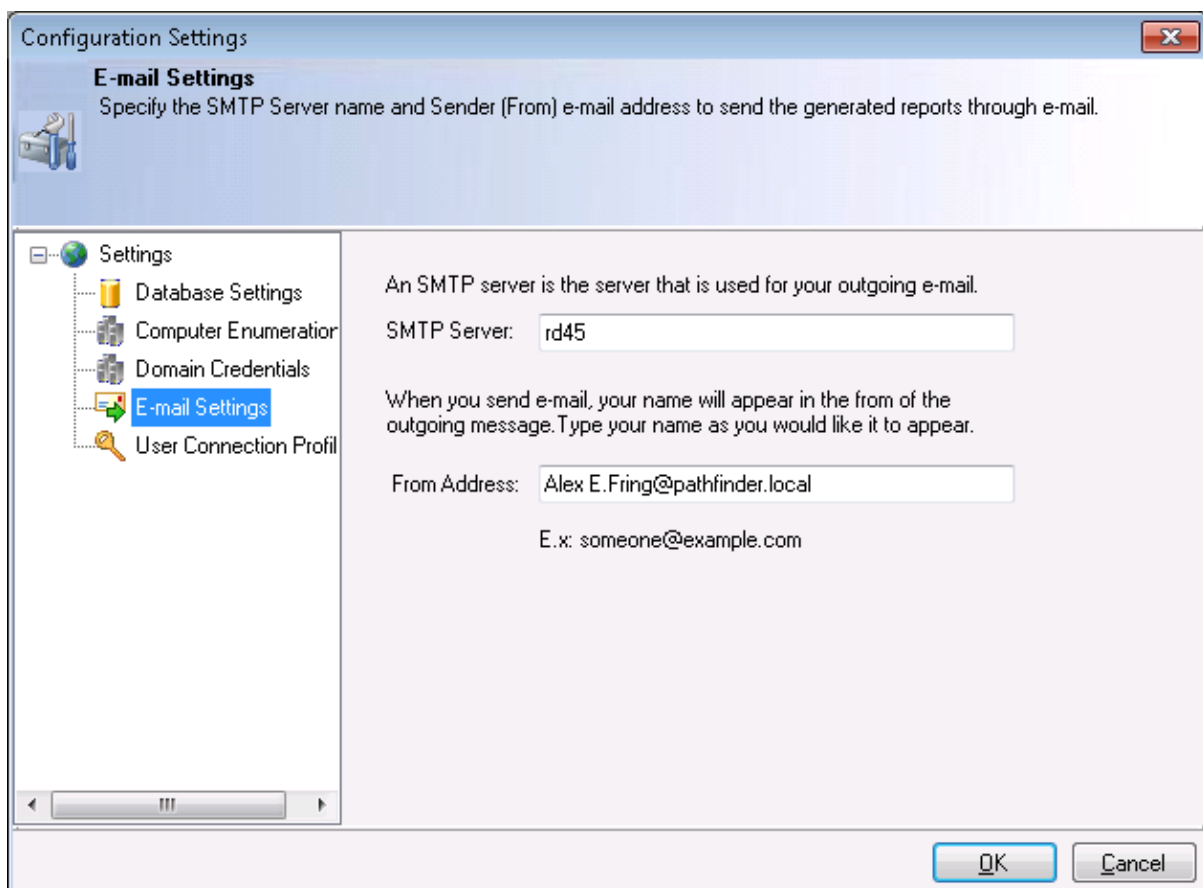 Configuration Settings
E-mail Settings
Specify the SMTP Server name and Sender (From) e-mail address to send the generated reports through e-mail.
Settings
Database Settings
Computer Enumeration
Domain Credentials
E-mail Settings
User Connection Profil
An SMTP server is the server that is used for your outgoing e-mail.
SMTP Server: rd45
When you send e-mail, your name will appear in the from of the
outgoing message.Type your name as you would like it to appear.
From Address: Alex E.Fring@pathfinder.local
E.x: someone@example.com
OK Cancel